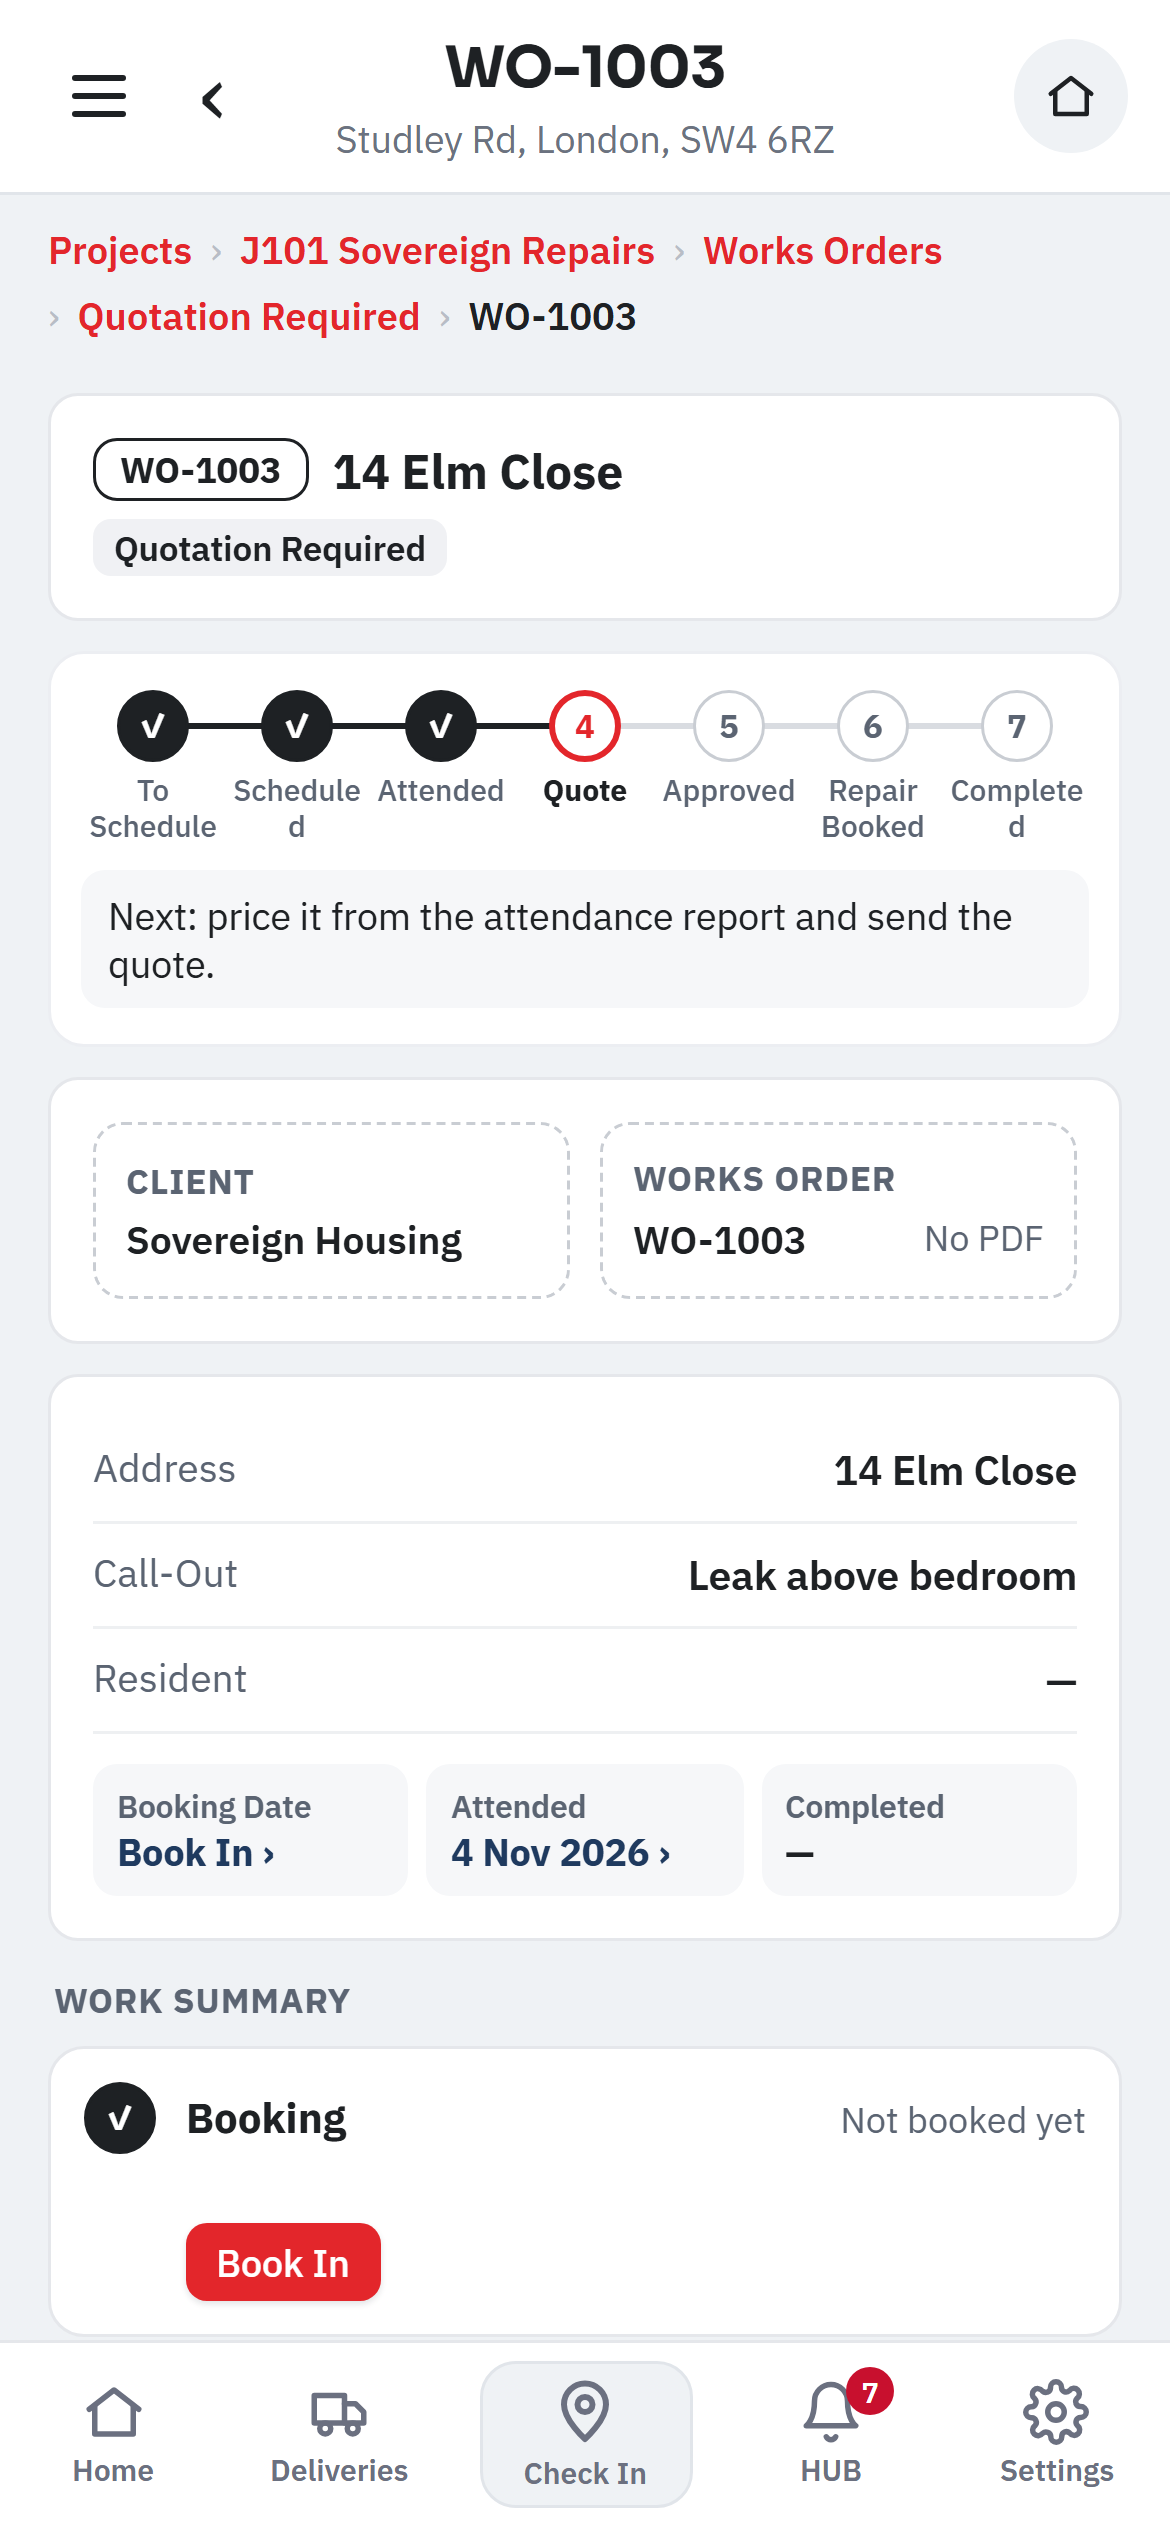 WO-1003
Studley Rd, London, SW4 6RZ
Projects › J101 Sovereign Repairs › Works Orders
› Quotation Required › WO-1003
WO-1003 14 Elm Close
Quotation Required
✓ ✓ ✓ 4 5 6 7
To Schedule Attended Quote Approved Repair Complete
Schedule d Booked d
Next: price it from the attendance report and send the
quote.
CLIENT WORKS ORDER
Sovereign Housing WO-1003 No PDF
Address 14 Elm Close
Call-Out Leak above bedroom
Resident —
Booking Date Attended Completed
Book In › 4 Nov 2026 › —
WORK SUMMARY
✓ Booking Not booked yet
Book In
7
Home Deliveries Check In HUB Settings